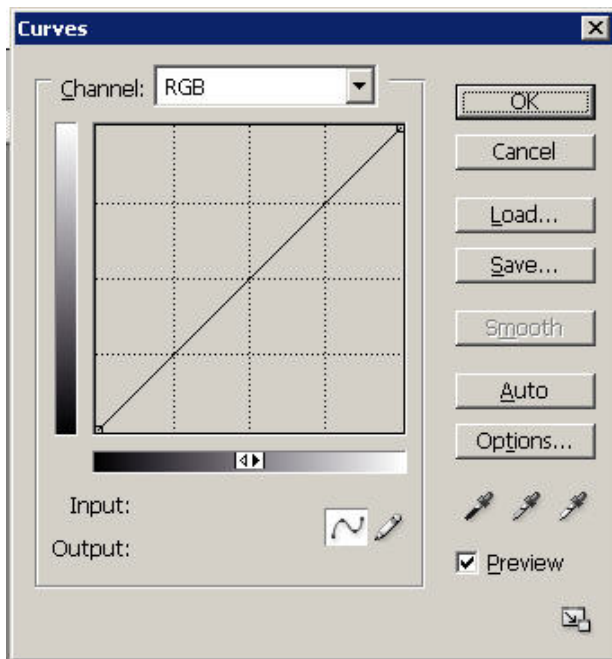 Curves
Channel: RGB
OK
Cancel
Load...
Save...
Smooth
Auto
Options...
Input:
Output:
Preview